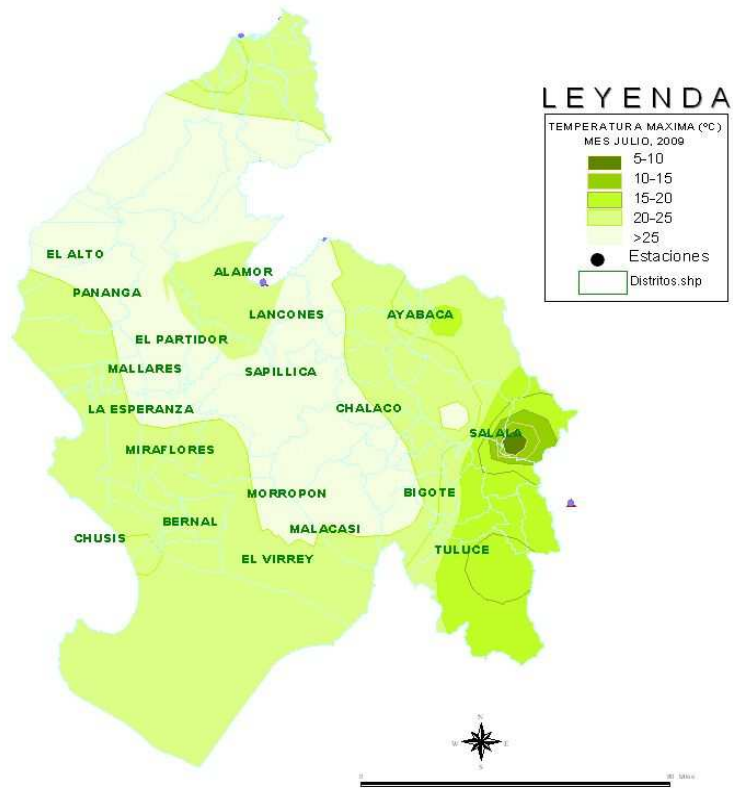 LEYENDA
TEMPERATURA MAXIMA (ºC)
MES JULIO, 2009
5-10
10-15
15-20
20-25
>25
Estaciones
Distritos.shp
EL ALTO
ALAMOR
PANANGA
LANCONES
AYABACA
EL PARTIDOR
MALLARES
SAPILLICA
LA ESPERANZA
CHALACO
SALALA
MIRAFLORES
MORROPON
BIGOTE
BERNAL
MALACASI
CHUSIS
EL VIRREY
TULUCE
N
W
E
S
0